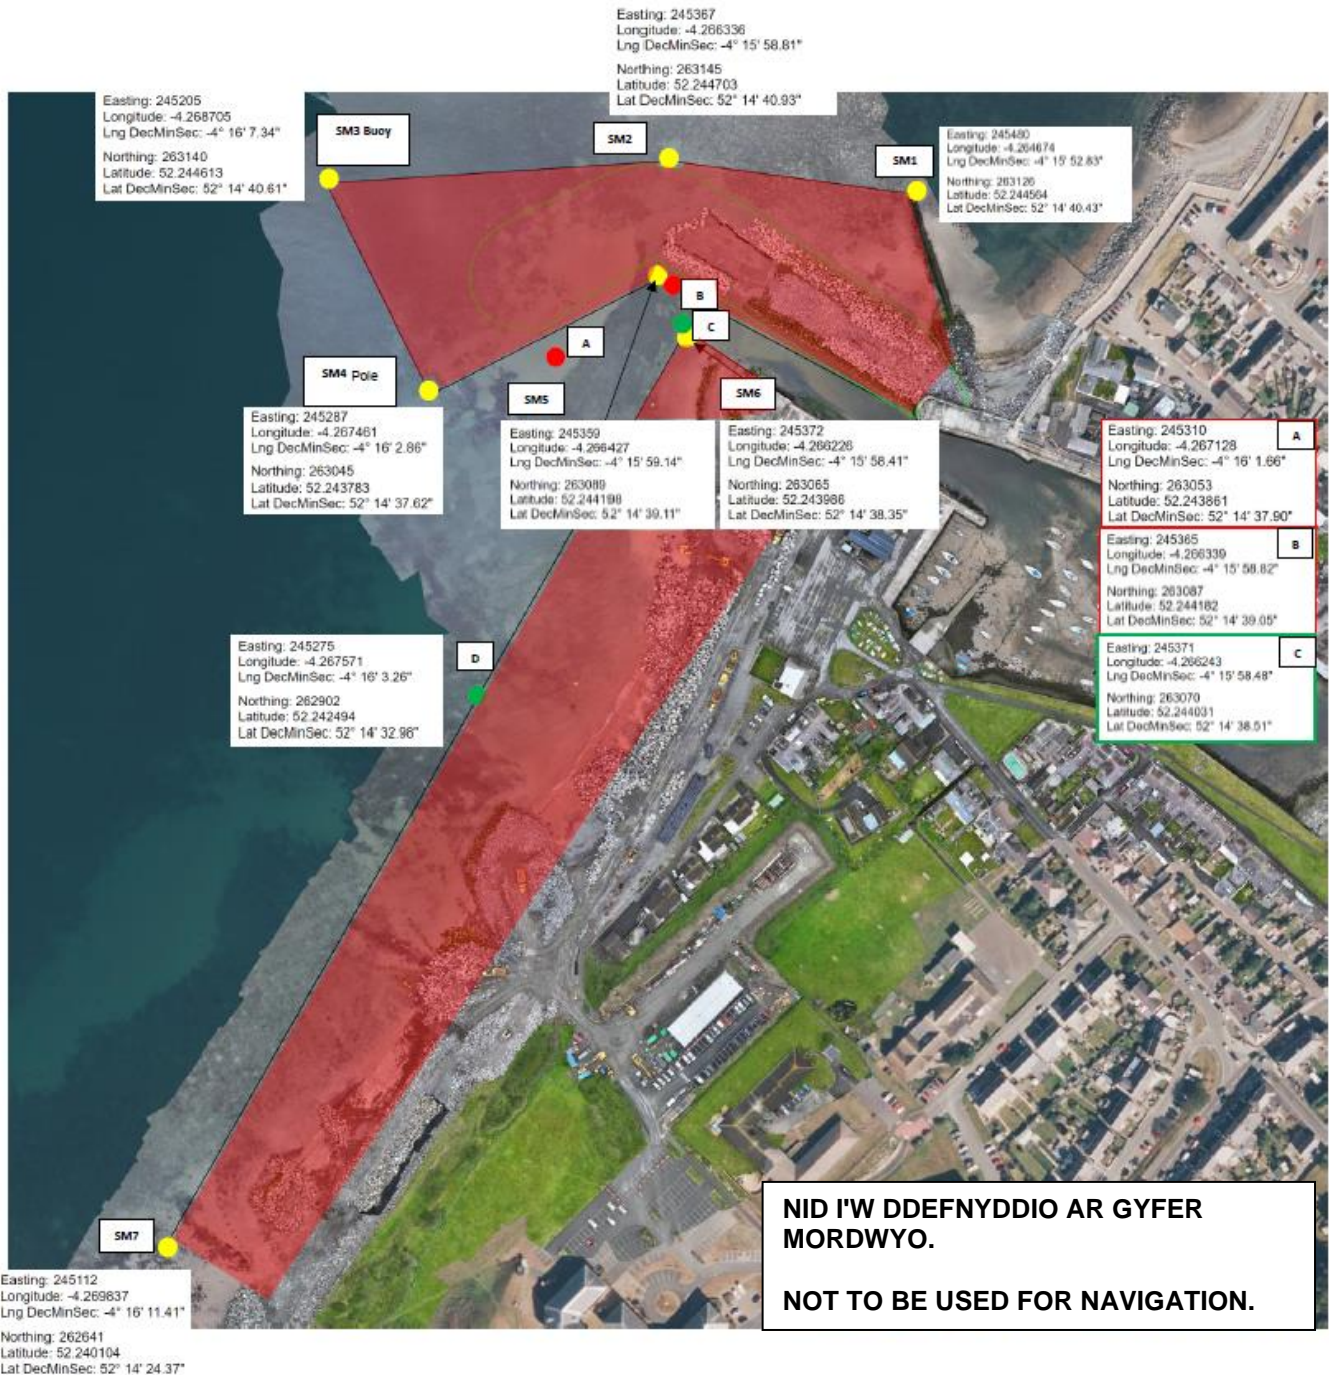 Easting: 245367
Longitude: -4.266336
Lng DecMinSec: -4° 15' 58.81"
Northing: 263145
Latitude: 52.244703
Lat DecMinSec: 52° 14' 40.93"
Easting: 245205
Longitude: -4.268705
Lng DecMinSec: -4° 16' 7.34"
Northing: 263140
Latitude: 52.244613
Lat DecMinSec: 52° 14' 40.61"
SM3 Buoy
SM2
SM1
Easting: 245480
Longitude: -4.264674
Lng DecMinSec: -4° 15' 52.83"
Northing: 263126
Latitude: 52.244564
Lat DecMinSec: 52° 14' 40.43"
B
C
A
SM4 Pole
SM5
SM6
Easting: 245287
Longitude: -4.267461
Lng DecMinSec: -4° 16' 2.86"
Northing: 263045
Latitude: 52.243783
Lat DecMinSec: 52° 14' 37.62"
Easting: 245359
Longitude: -4.266427
Lng DecMinSec: -4° 15' 59.14"
Northing: 263089
Latitude: 52.244198
Lat DecMinSec: 52° 14' 39.11"
Easting: 245372
Longitude: -4.266226
Lng DecMinSec: -4° 15' 58.41"
Northing: 263065
Latitude: 52.243986
Lat DecMinSec: 52° 14' 38.35"
A
Easting: 245310
Longitude: -4.267128
Lng DecMinSec: -4° 16' 1.66"
Northing: 263053
Latitude: 52.243861
Lat DecMinSec: 52° 14' 37.90"
B
Easting: 245365
Longitude: -4.266339
Lng DecMinSec: -4° 15' 58.82"
Northing: 263087
Latitude: 52.244182
Lat DecMinSec: 52° 14' 39.05"
C
Easting: 245371
Longitude: -4.266243
Lng DecMinSec: -4° 15' 58.48"
Northing: 263070
Latitude: 52.244031
Lat DecMinSec: 52° 14' 38.51"
Easting: 245275
Longitude: -4.267571
Lng DecMinSec: -4° 16' 3.26"
Northing: 262902
Latitude: 52.242494
Lat DecMinSec: 52° 14' 32.98"
D
SM7
Easting: 245112
Longitude: -4.269837
Lng DecMinSec: -4° 16' 11.41"
Northing: 262641
Latitude: 52.240104
Lat DecMinSec: 52° 14' 24.37"
NID I'W DDEFNYDDIO AR GYFER
MORDWYO.
NOT TO BE USED FOR NAVIGATION.